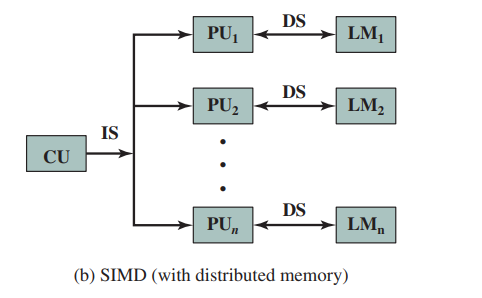 DS
PU₁ LM₁
DS
PU₂ LM₂
IS
CU
DS
PUₙ LMₙ
(b) SIMD (with distributed memory)